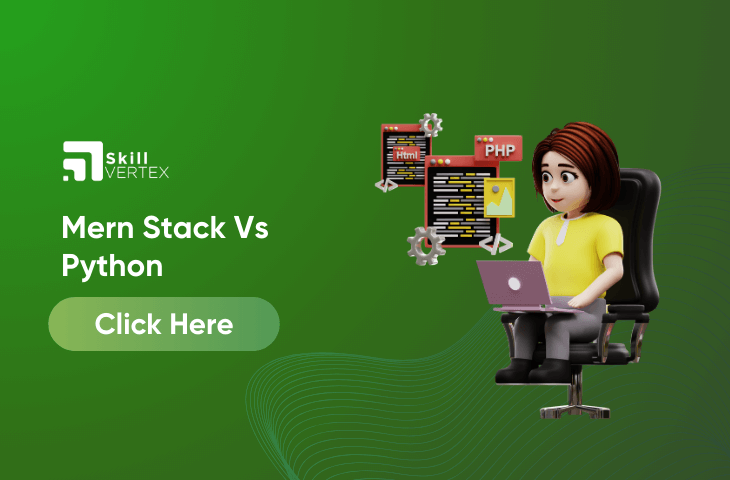 Skill
VERTEX
Mern Stack Vs
Python
Click Here
Html
PHP
</>
</>